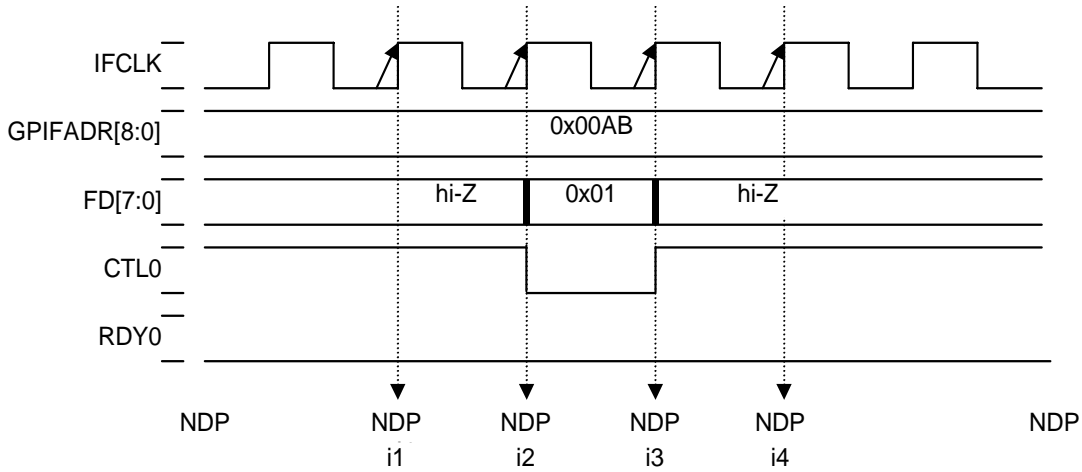 IFCLK
GPIFADR[8:0]
0x00AB
FD[7:0]
hi-Z
0x01
hi-Z
CTL0
RDY0
NDP NDP NDP NDP NDP NDP
i1 i2 i3 i4